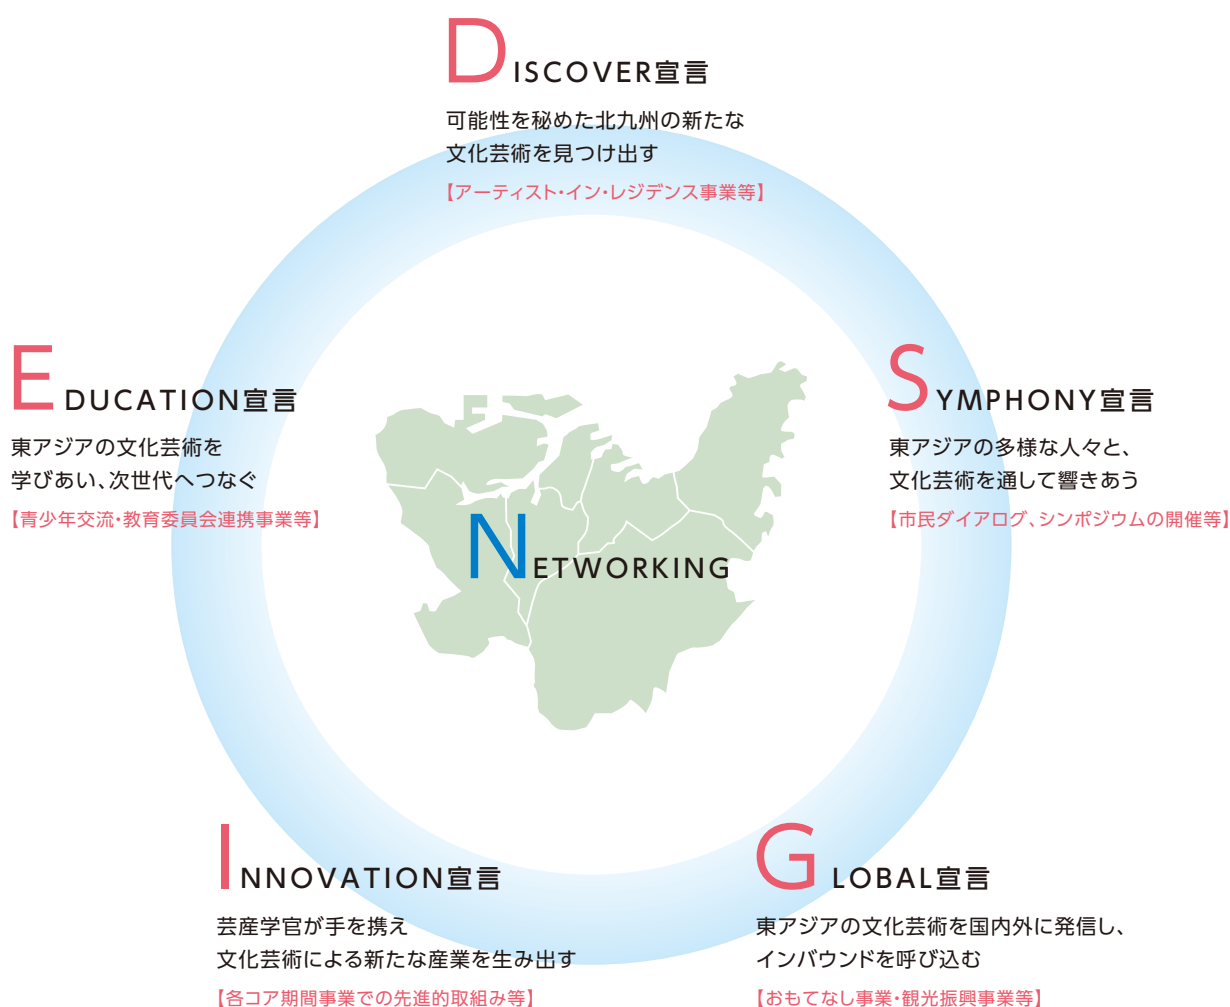 DISCOVER宣言
可能性を秘めた北九州の新たな
文化芸術を見つけ出す
【アーティスト・イン・レジデンス事業等】
EDUCATION宣言
東アジアの文化芸術を
学びあい、次世代へつなぐ
【青少年交流・教育委員会連携事業等】
SYMPHONY宣言
東アジアの多様な人々と、
文化芸術を通して響きあう
【市民ダイアログ、シンポジウムの開催等】
NETWORKING
INNOVATION宣言
芸産学官が手を携え
文化芸術による新たな産業を生み出す
【各コア期間事業での先進的取組み等】
GLOBAL宣言
東アジアの文化芸術を国内外に発信し、
インバウンドを呼び込む
【おもてなし事業・観光振興事業等】